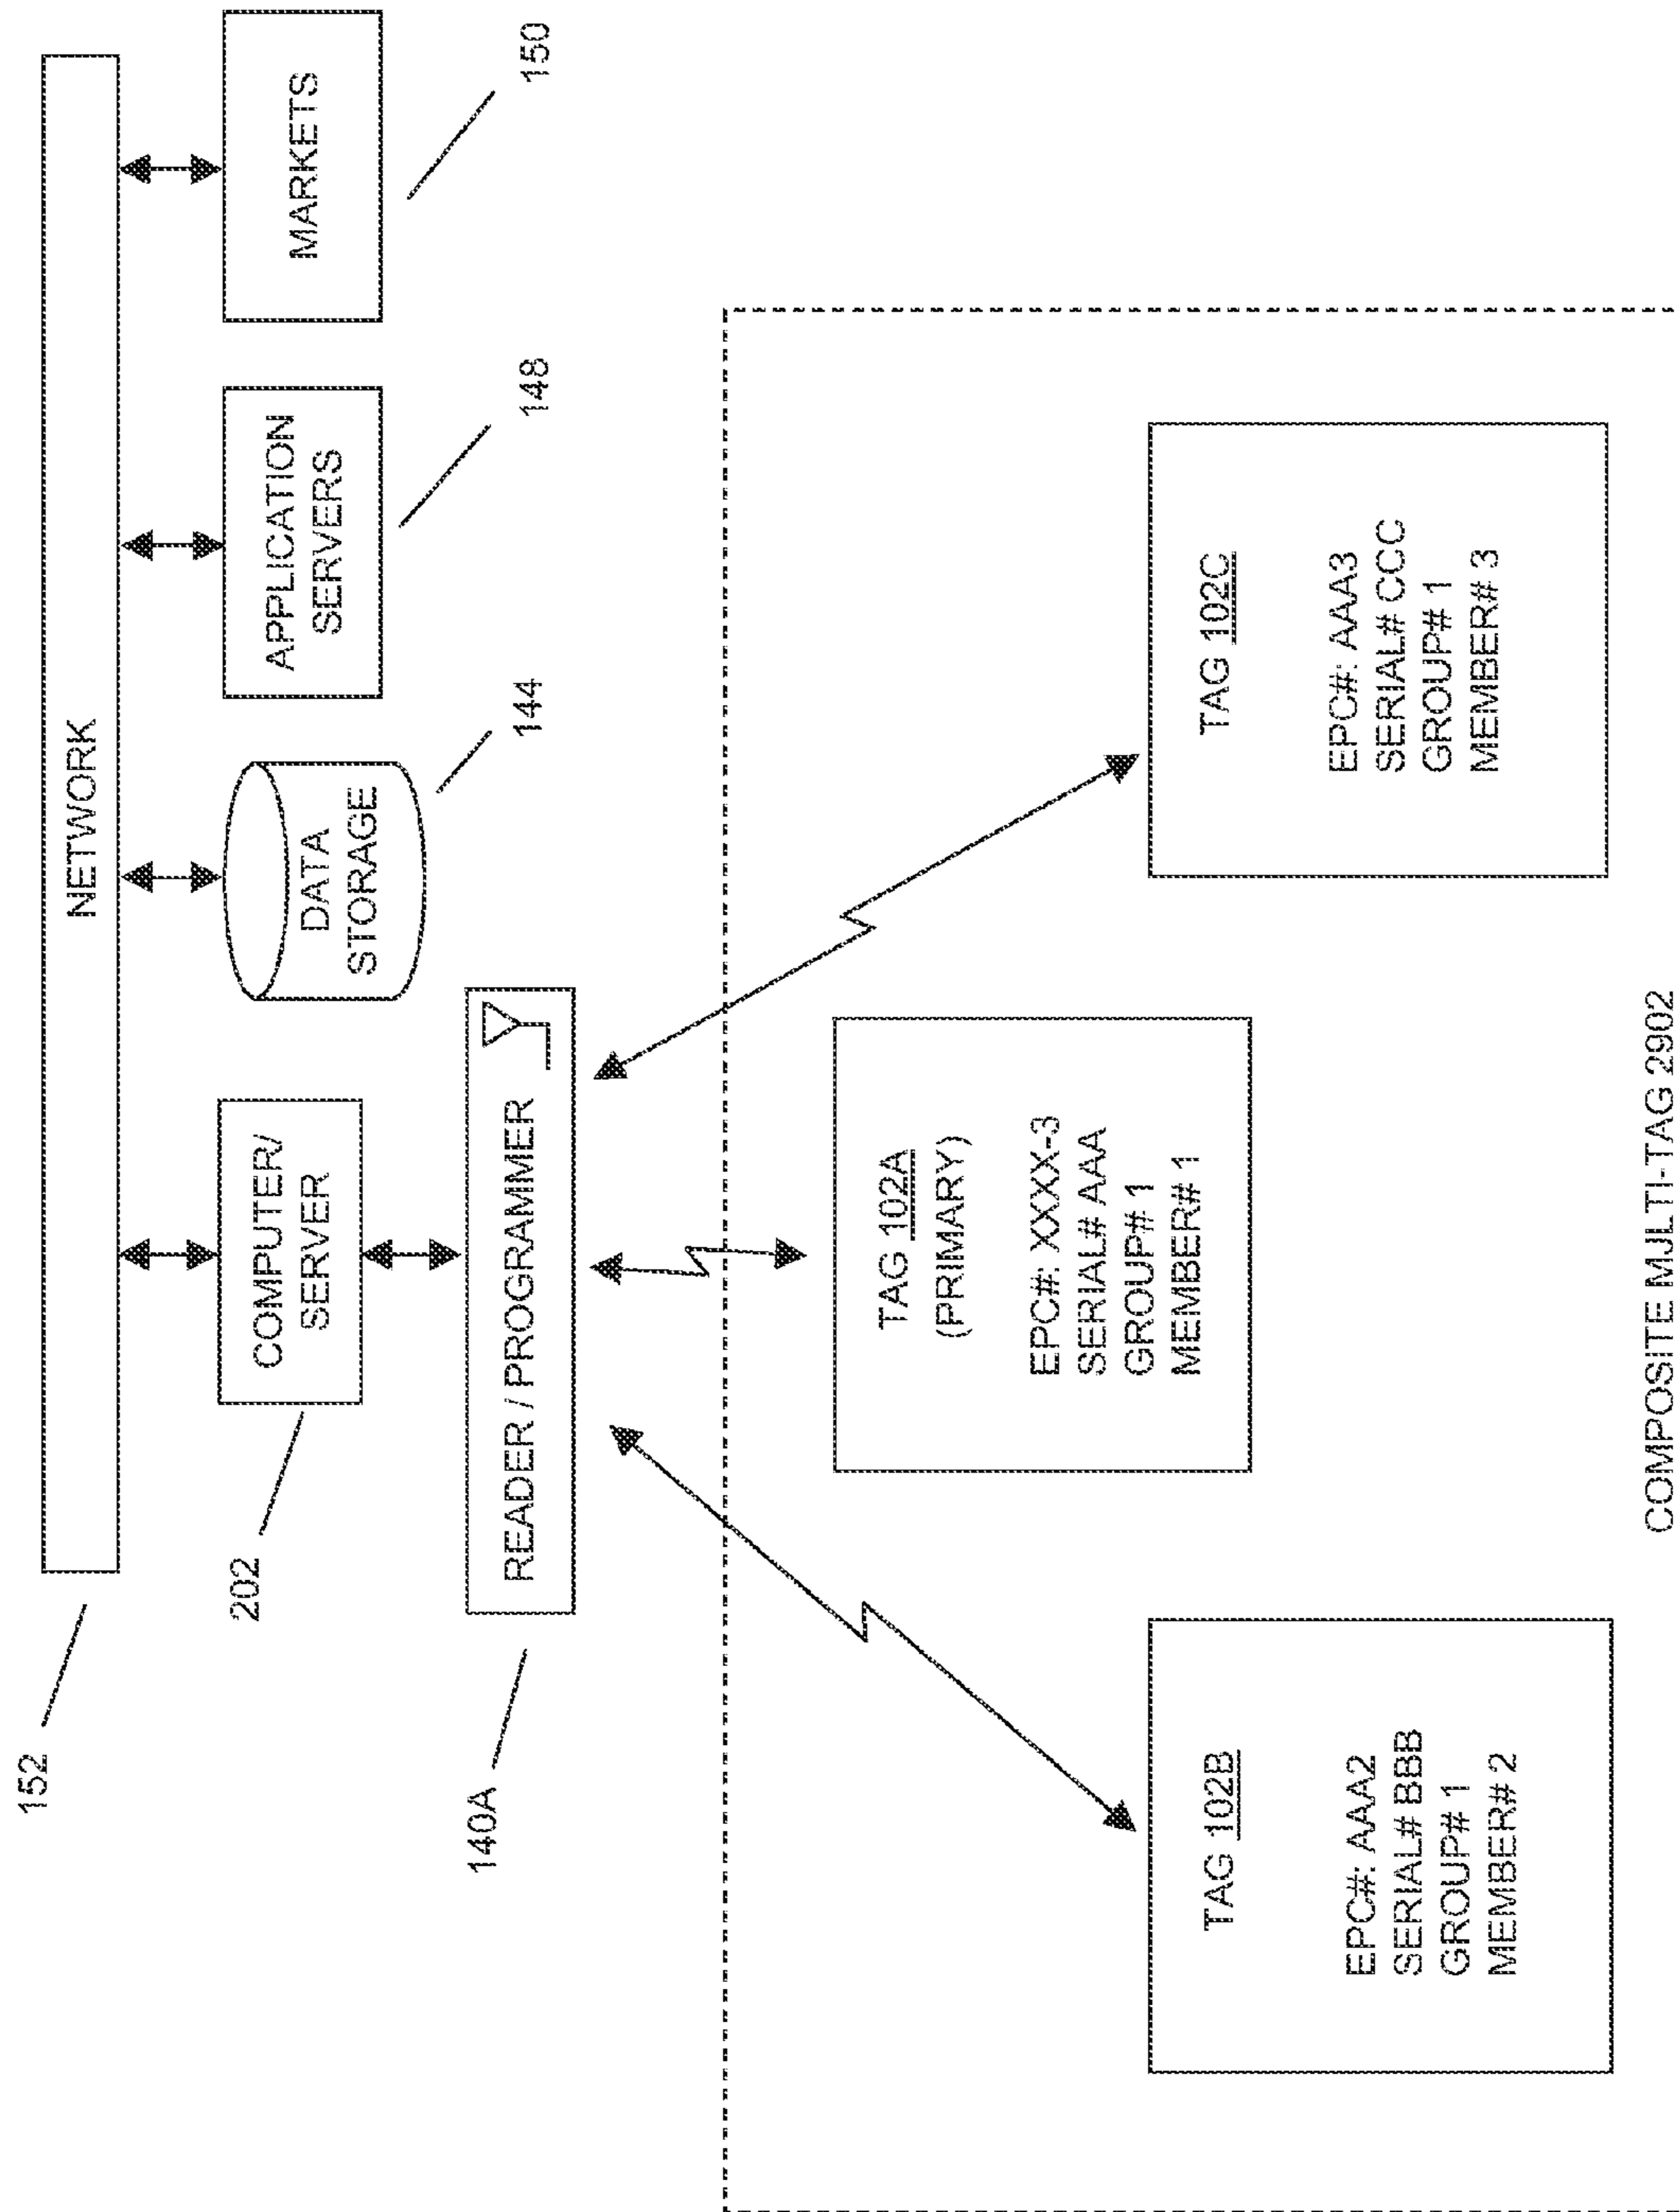 152
NETWORK
202
COMPUTER/
SERVER
DATA
STORAGE
144
APPLICATION
SERVERS
148
MARKETS
150
140A
READER / PROGRAMMER
TAG 102A
(PRIMARY)
EPC#: XXXX-3
SERIAL# AAA
GROUP# 1
MEMBER# 1
TAG 102B
EPC#: AAA2
SERIAL# BBB
GROUP# 1
MEMBER# 2
TAG 102C
EPC#: AAA3
SERIAL# CCC
GROUP# 1
MEMBER# 3
COMPOSITE MULTI-TAG 2902